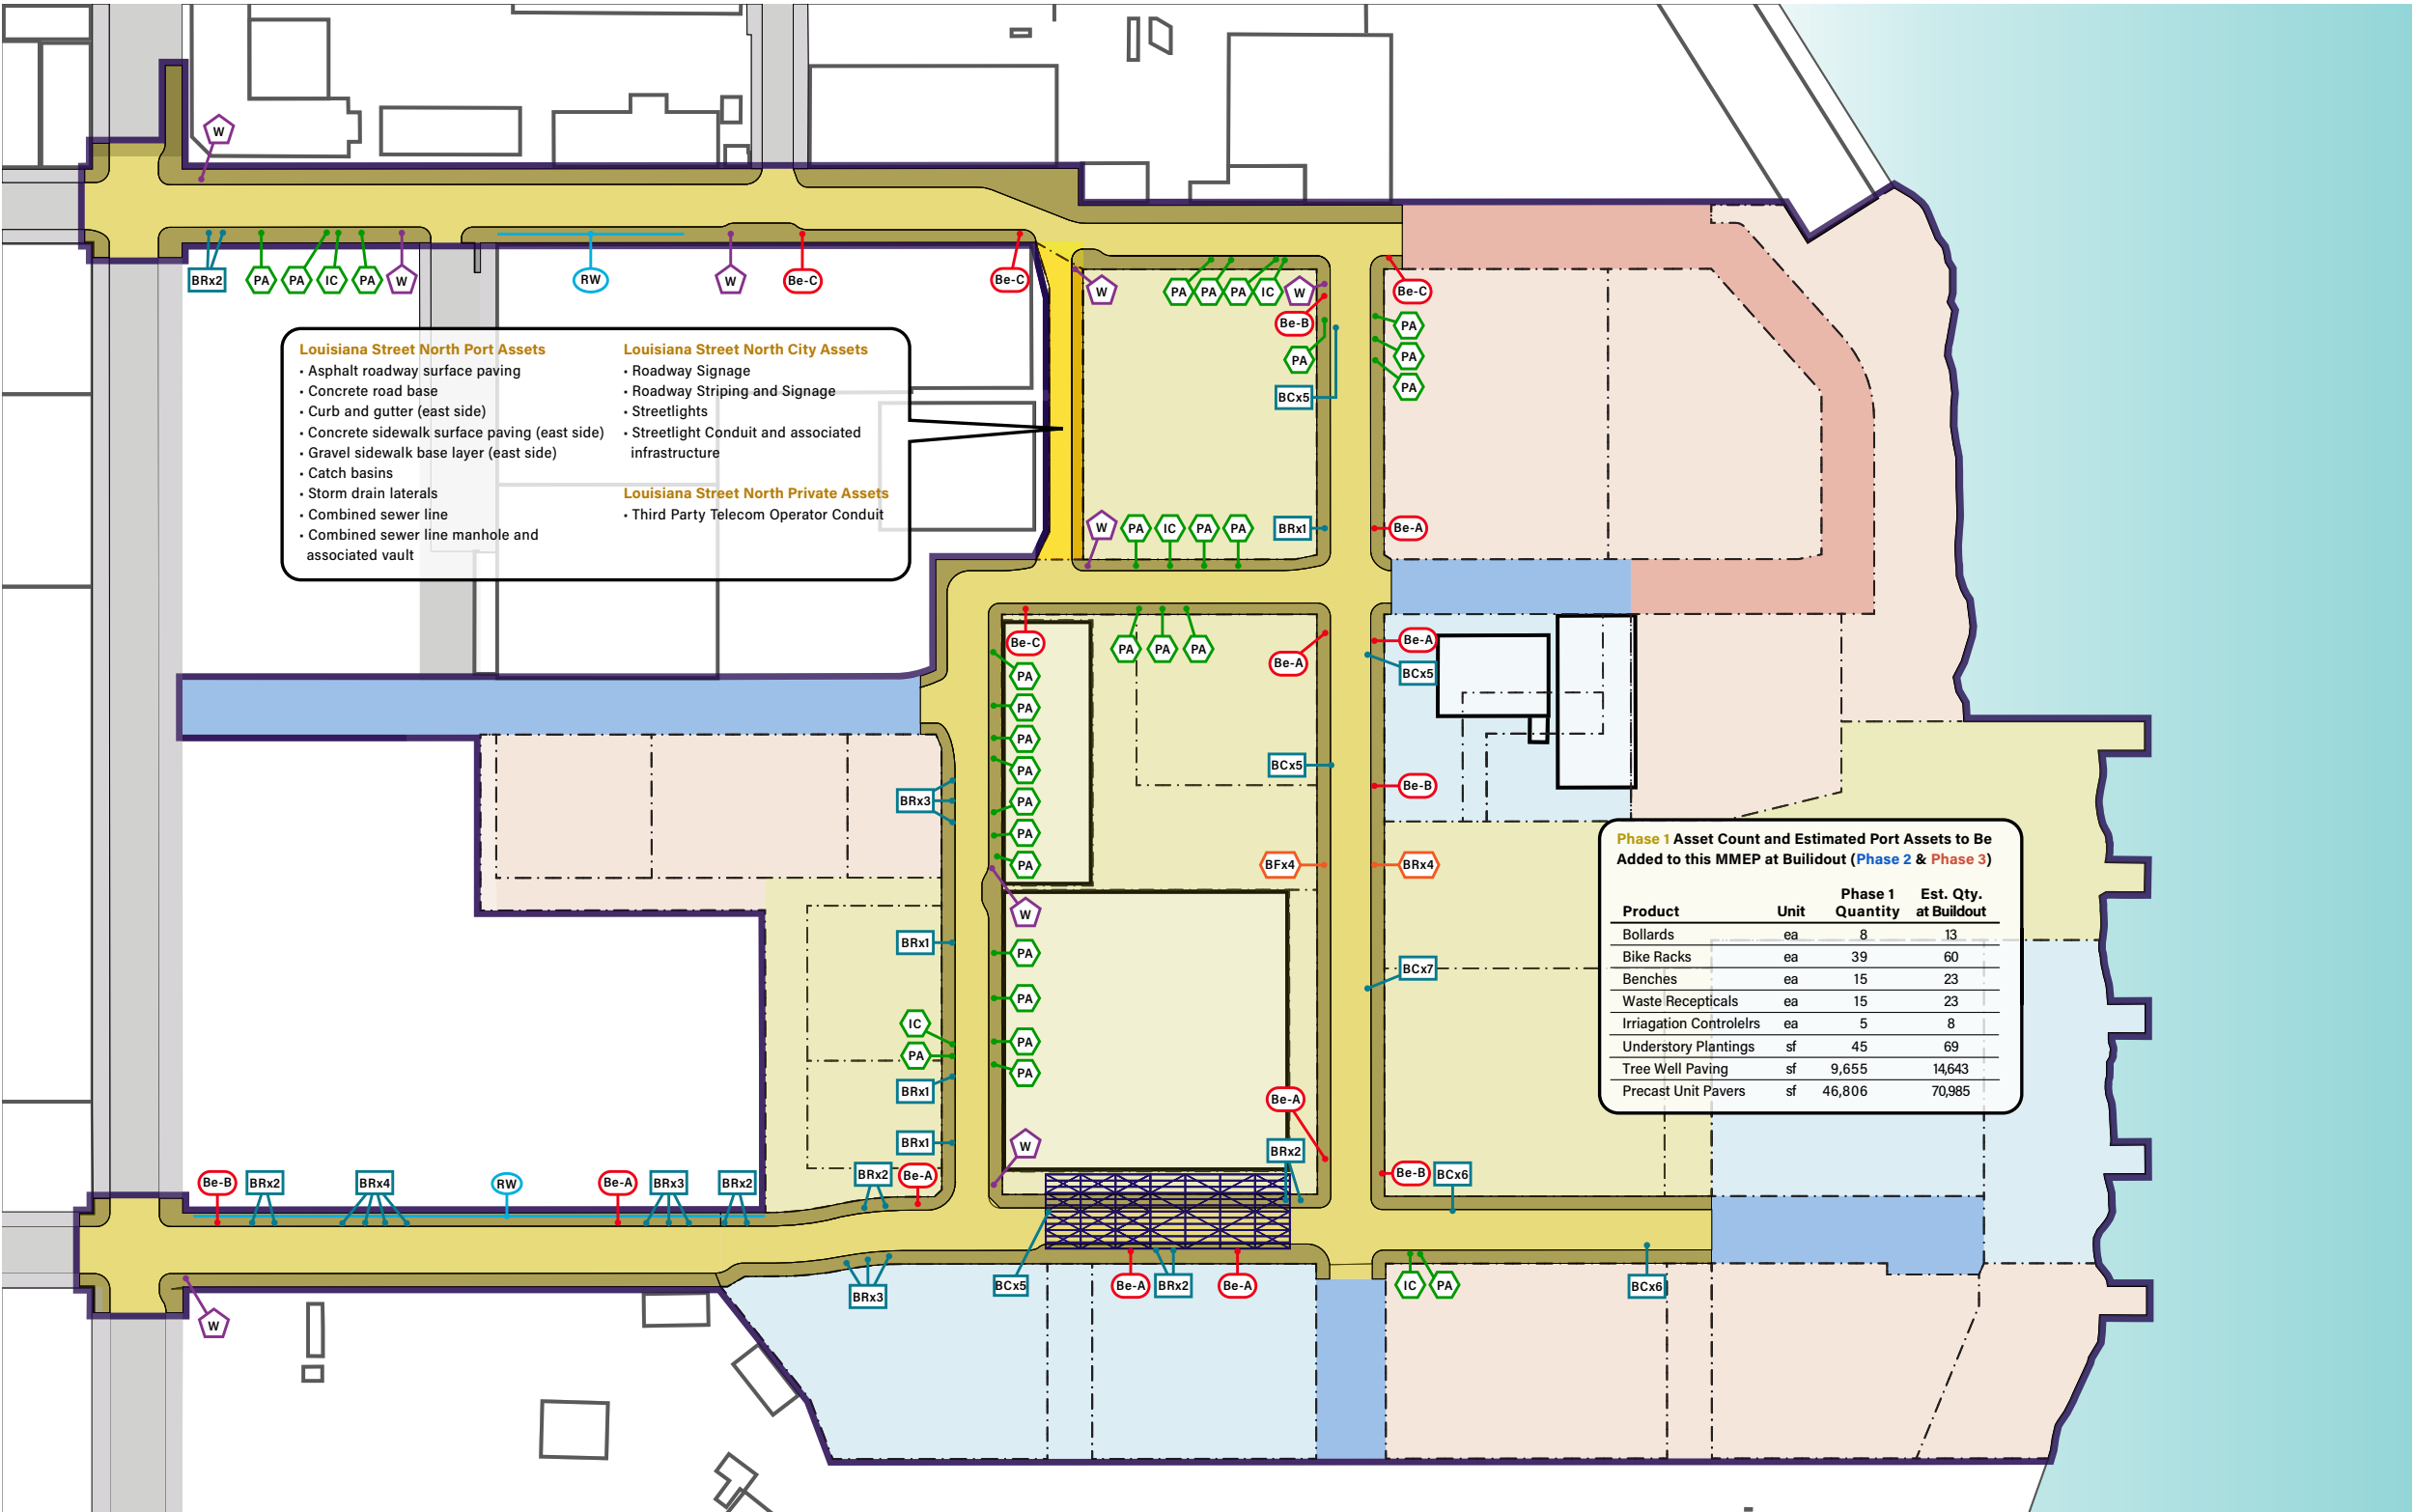 W
BRx2
PA
PA
IC
PA
W
RW
W
Be-C
Be-C
W
PA
PA
PA
IC
W
Be-C
Be-B
PA
PA
PA
PA
BCx5
Louisiana Street North Port Assets
· Asphalt roadway surface paving
· Concrete road base
· Curb and gutter (east side)
· Concrete sidewalk surface paving (east side)
· Gravel sidewalk base layer (east side)
· Catch basins
· Storm drain laterals
· Combined sewer line
· Combined sewer line manhole and
associated vault
Louisiana Street North City Assets
· Roadway Signage
· Roadway Striping and Signage
· Streetlights
· Streetlight Conduit and associated
infrastructure
Louisiana Street North Private Assets
· Third Party Telecom Operator Conduit
W
PA
IC
PA
PA
BRx1
Be-A
Be-C
PA
PA
PA
Be-A
Be-A
BCx5
PA
PA
PA
PA
PA
PA
PA
BCx5
Be-B
BRx3
BFx4
BRx4
W
BRx1
PA
BCx7
PA
IC
PA
PA
PA
BRx1
Be-A
BRx1
W
BRx2
Phase 1 Asset Count and Estimated Port Assets to Be
Added to this MMEP at Builidout (Phase 2 & Phase 3)
Product Unit Phase 1 Quantity Est. Qty. at Buildout
Bollards ea 8 13
Bike Racks ea 39 60
Benches ea 15 23
Waste Recepticals ea 15 23
Irriagation Controlelrs ea 5 8
Understory Plantings sf 45 69
Tree Well Paving sf 9,655 14,643
Precast Unit Pavers sf 46,806 70,985
Be-B
BRx2
BRx4
RW
Be-A
BRx3
BRx2
BRx2
Be-A
Be-B
BCx6
W
BRx3
BCx5
Be-A
BRx2
Be-A
IC
PA
BCx6